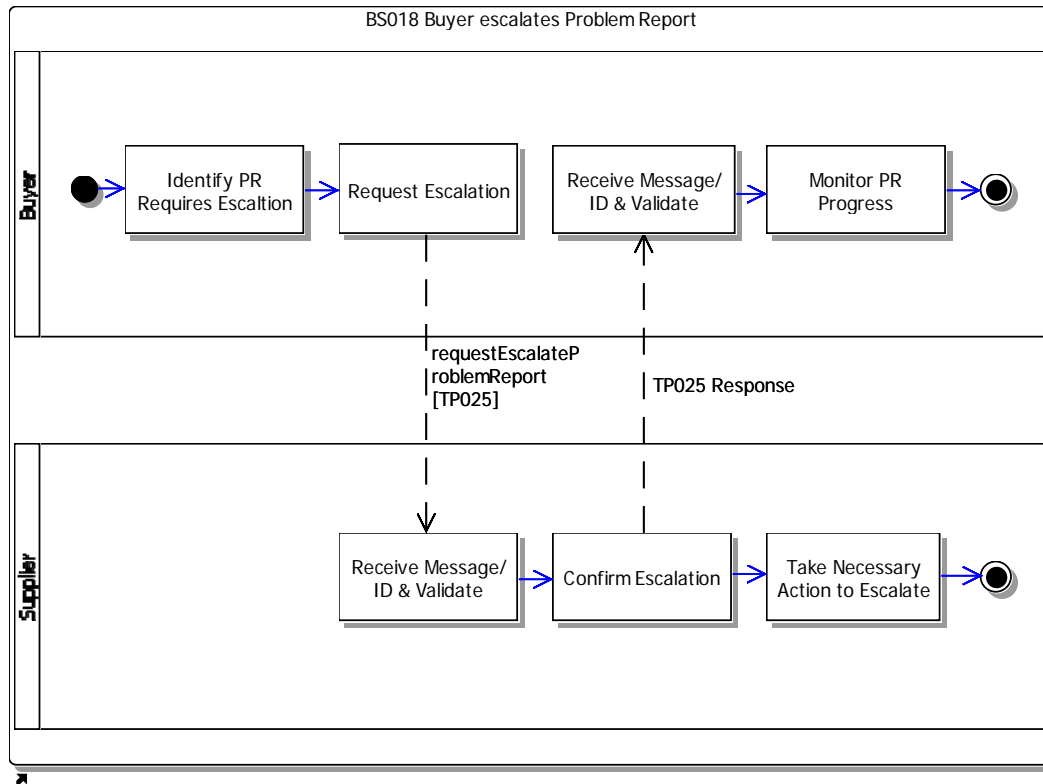 BS018 Buyer escalates Problem Report
Buyer
Identify PR
Requires Escaltion
Request Escalation
Receive Message/
ID & Validate
Monitor PR
Progress
requestEscalateP
roblemReport
[TP025]
TP025 Response
Supplier
Receive Message/
ID & Validate
Confirm Escalation
Take Necessary
Action to Escalate